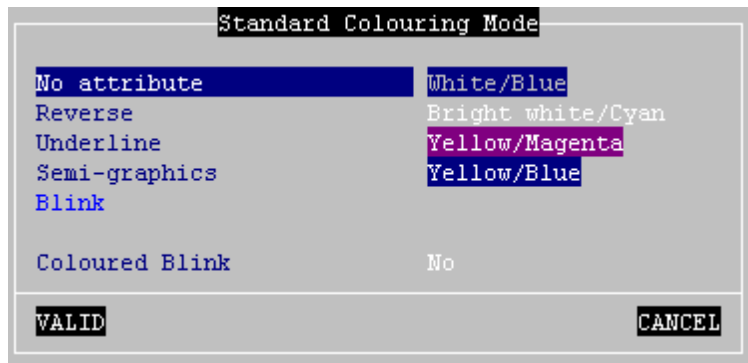 Standard Colouring Mode
No attribute White/Blue
Reverse Bright white/Cyan
Underline Yellow/Magenta
Semi-graphics Yellow/Blue
Blink
Coloured Blink No
VALID CANCEL